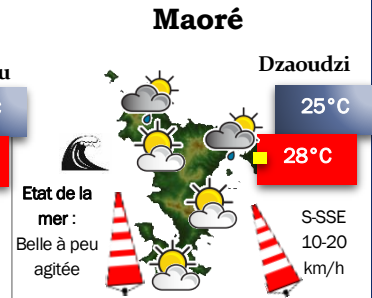 Maoré
u
Dzaoudzi
25°C
28°C
Etat de la
mer :
Belle à peu
agitée
S-SSE
10-20
km/h